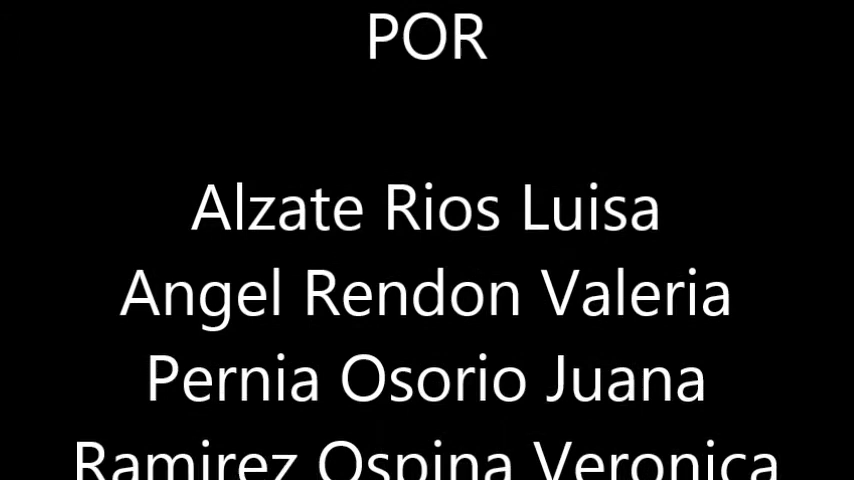 POR
Alzate Rios Luisa
Angel Rendon Valeria
Pernia Osorio Juana
Ramirez Ospina Veronica